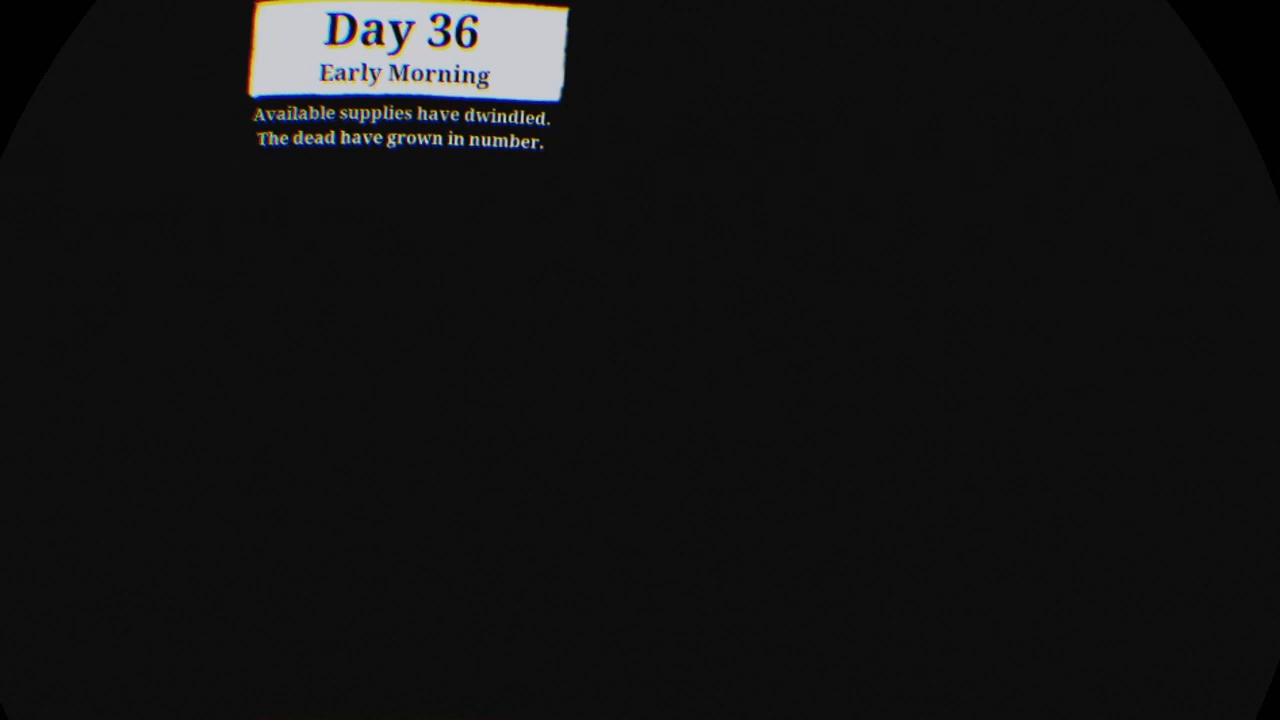 Day 36
Early Morning
Available supplies have dwindled.
The dead have grown in number.